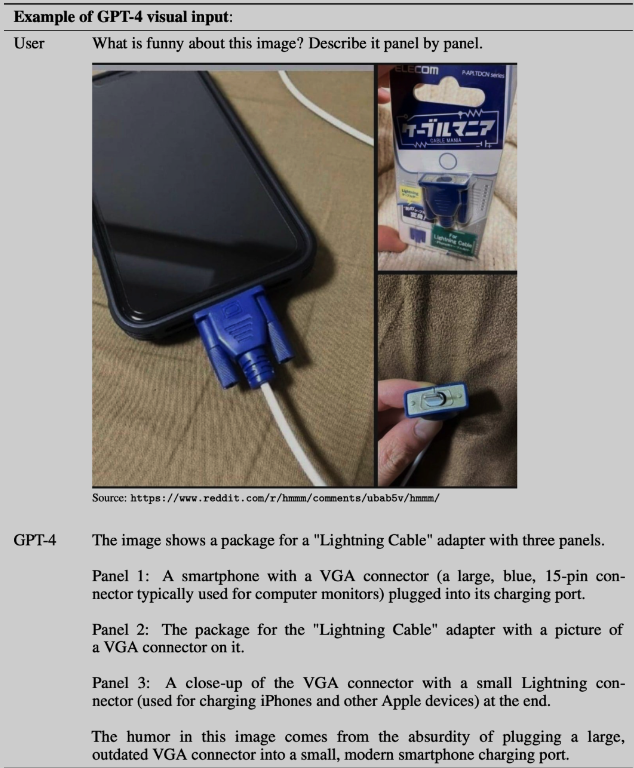 Example of GPT-4 visual input:
User What is funny about this image? Describe it panel by panel.
ELECOM P-APLTDCN series
ケーブルマニア
CABLE MANIA
Lightning
For
Lightning Cable
Source: https://www.reddit.com/r/hmmm/comments/ubab5v/hmmm/
GPT-4 The image shows a package for a "Lightning Cable" adapter with three panels.
Panel 1: A smartphone with a VGA connector (a large, blue, 15-pin con-
nector typically used for computer monitors) plugged into its charging port.
Panel 2: The package for the "Lightning Cable" adapter with a picture of
a VGA connector on it.
Panel 3: A close-up of the VGA connector with a small Lightning con-
nector (used for charging iPhones and other Apple devices) at the end.
The humor in this image comes from the absurdity of plugging a large,
outdated VGA connector into a small, modern smartphone charging port.